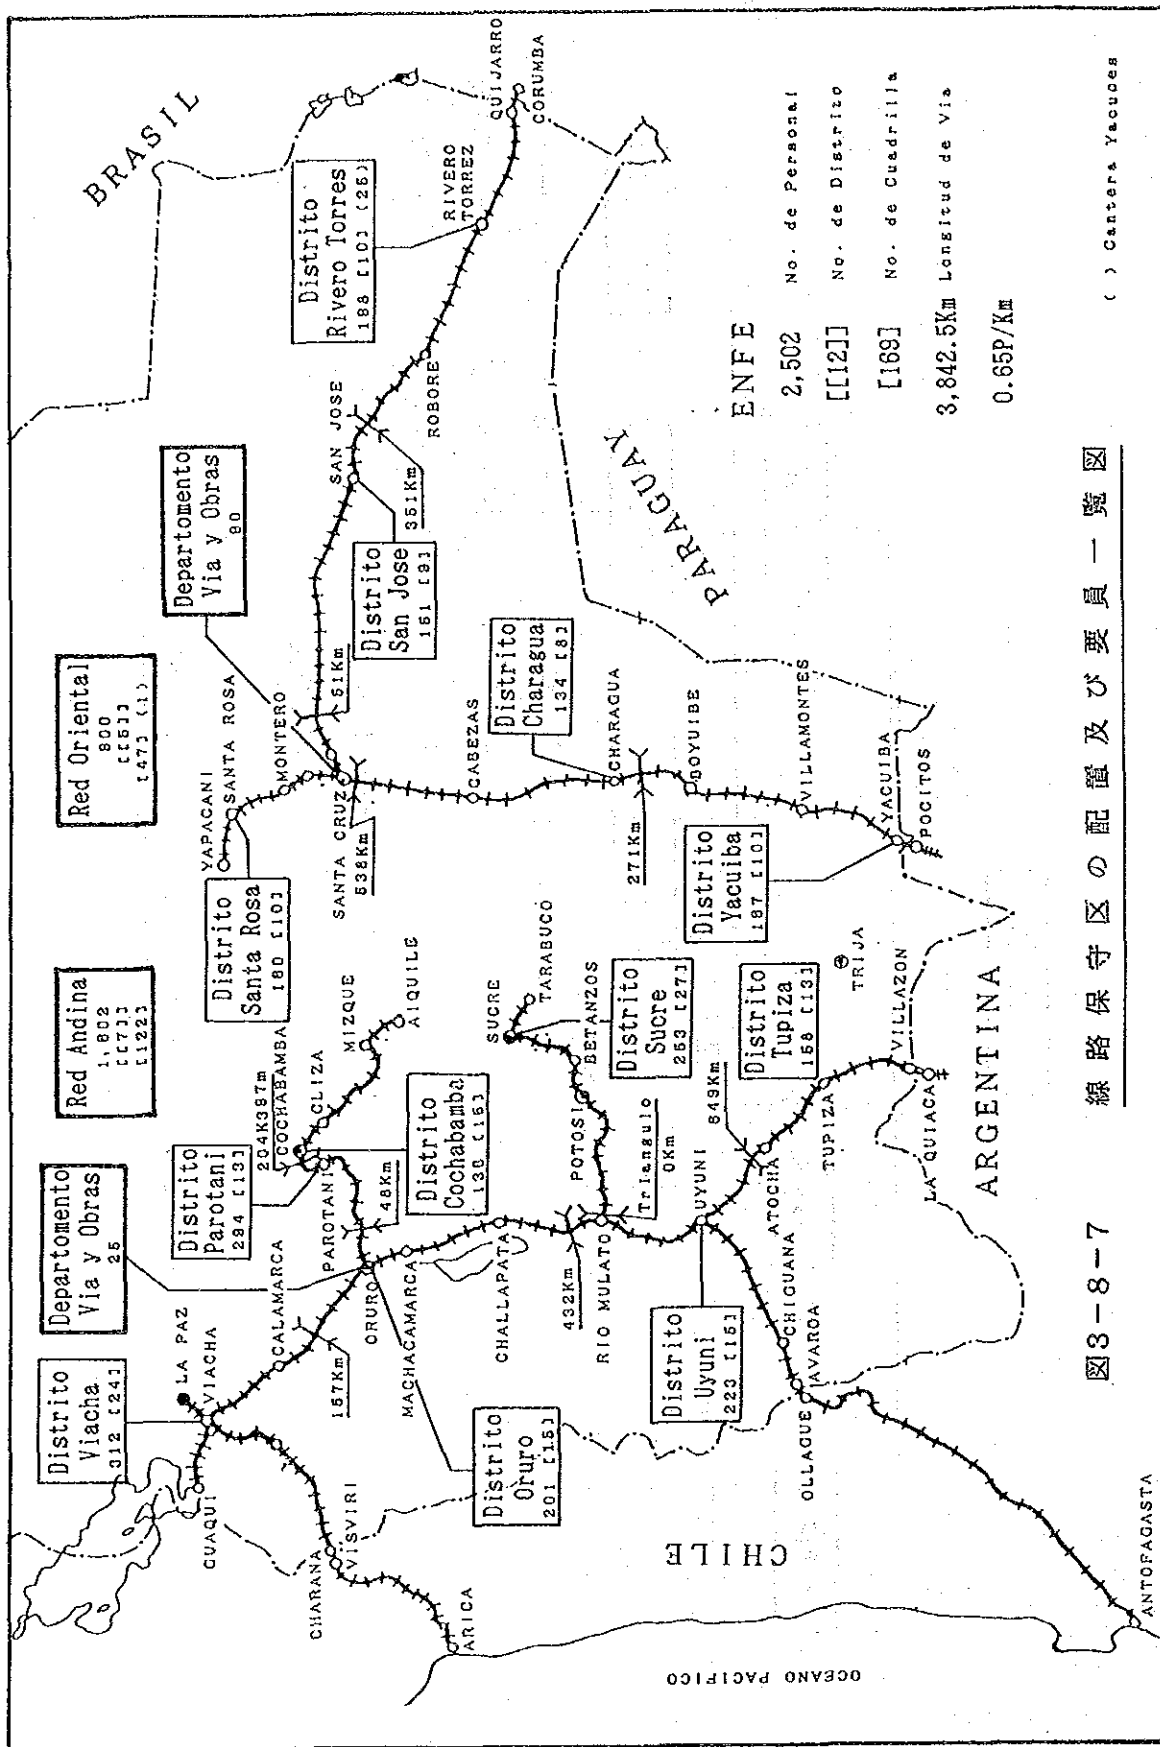 BRASIL
PARAGUAY
ARGENTINA
CHILE
OCEANO PACIFICO
Distrito
Viacha
312 [24]
Departomento
Via y Obras
25
Red Andina
1,802
[[7]]
[122]
Red Oriental
800
[[5]]
[47] (1)
Departomento
Via y Obras
80
Distrito
Parotani
294 [13]
Distrito
Cochabamba
Distrito
Oruro
201 [15]
Distrito
Uyuni
223 [15]
Distrito
Sucre
253 [27]
Distrito
Tupiza
158 [13]
Distrito
Santa Rosa
180 [10]
Distrito
San Jose
151 [9]
Distrito
Rivero Torres
188 [10] (25)
Distrito
Charagua
134 [8]
Distrito
Yacuiba
187 [10]
GUAQUI
LA PAZ
VIACHA
CALAMARCA
157Km
CHARANA
VISVIRI
ARICA
ORURO
PAROTANI
204K387m
COCHABAMBA
CLIZA
MIZQUE
AIQUILE
48Km
MACHACAMARCA
CHALLAPATA
432Km
RIO MULATO
Triangulo
0Km
POTOSI
BETANZOS
SUCRE
TARABUCO
UYUNI
849Km
ATOCHA
TUPIZA
VILLAZON
LA QUIACA
TRIJA
CHIGUANA
AVAROA
OLLAGUE
ANTOFAGASTA
YAPACANI
SANTA ROSA
MONTERO
SANTA CRUZ
538Km
51Km
SAN JOSE
351Km
ROBORE
RIVERO
TORREZ
QUIJARRO
CORUMBA
CABEZAS
CHARAGUA
271Km
BOYUIBE
VILLAMONTES
YACUIBA
POCITOS
ENFE
2,502 No. de Personal
[[12]] No. de Distrito
[169] No. de Cuadrilla
3,842.5Km Longitud de Via
0.65P/Km
( ) Cantera Yacuces
図3-8-7 線路保守区の配置及び要員一覧図